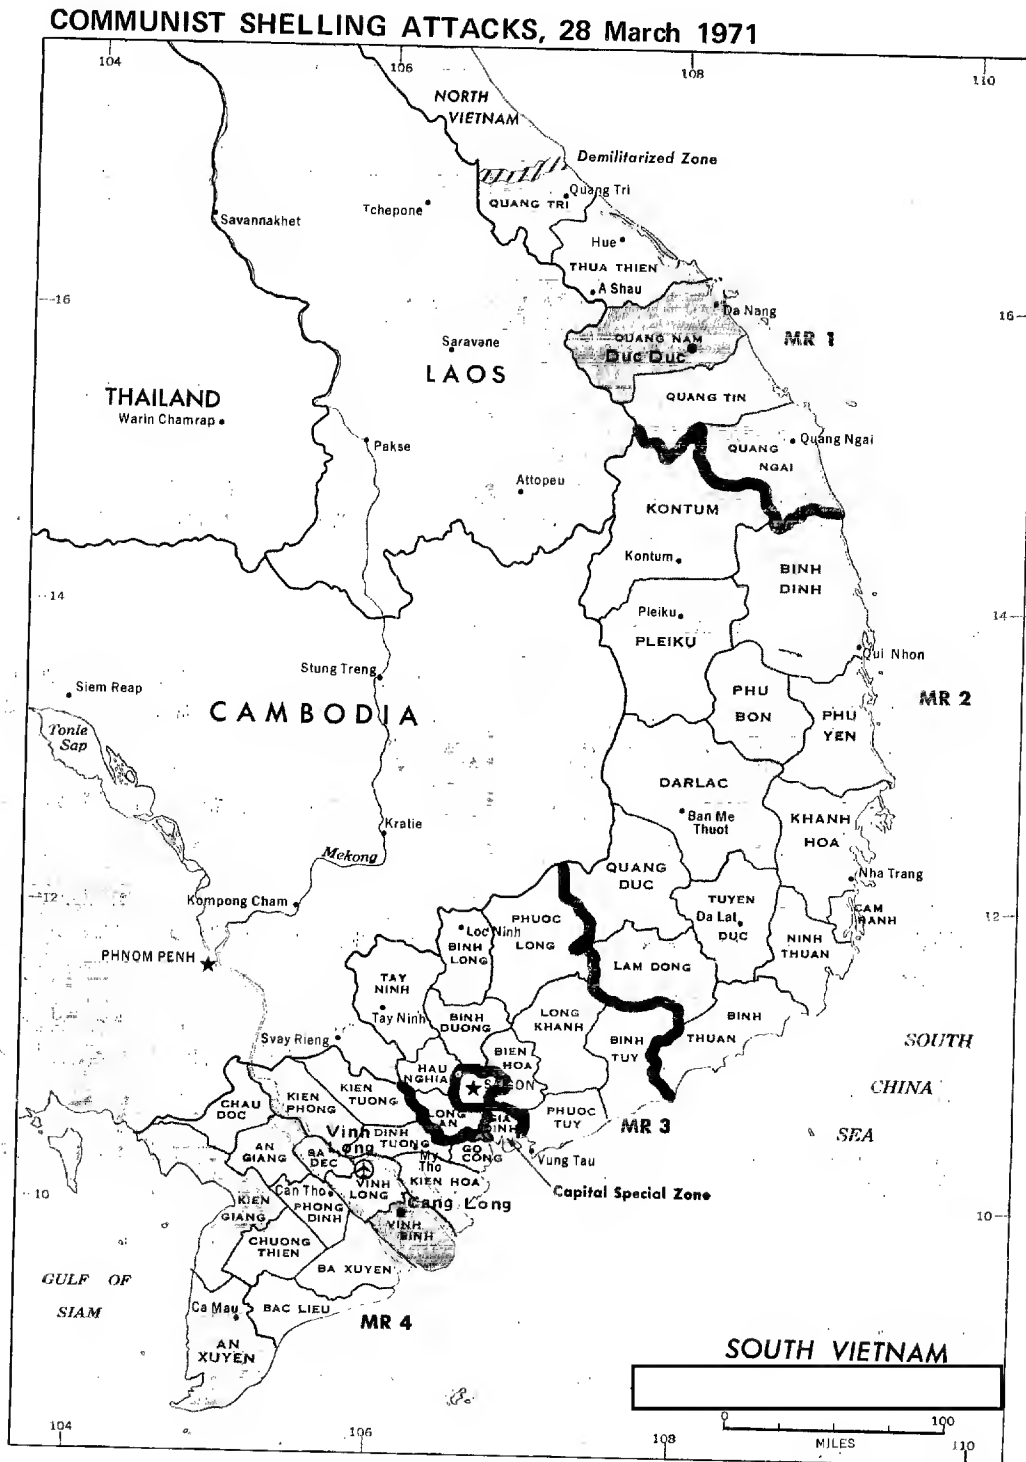 COMMUNIST SHELLING ATTACKS, 28 March 1971
104
106
108
110
NORTH
VIETNAM
Demilitarized Zone
Quang Tri
QUANG TRI
Tchepone
Savannakhet
Hue
THUA THIEN
A Shau
16
Da Nang
16
QUANG NAM
Duc Duc
MR 1
Saravane
LAOS
THAILAND
Warin Chamrap
QUANG TIN
Pakse
QUANG
NGAI
Quang Ngai
Attopeu
KONTUM
Kontum
BINH
DINH
14
14
Pleiku
PLEIKU
Qui Nhon
Stung Treng
Siem Reap
CAMBODIA
PHU
BON
PHU
YEN
MR 2
Tonle
Sap
DARLAC
Ban Me
Thuot
KHANH
HOA
Kratie
Mekong
QUANG
DUC
Nha Trang
12
Kompong Cham
TUYEN
Da Lat
DUC
CAM
RANH
12
PHUOC
LONG
Loc Ninh
BINH
LONG
NINH
THUAN
PHNOM PENH
LAM DONG
TAY
NINH
Tay Ninh
BINH
DUONG
LONG
KHANH
BINH
THUAN
Svay Rieng
BINH
TUY
BIEN
HOA
SOUTH
CHINA
SEA
HAU
NGHIA
SAIGON
KIEN
TUONG
KIEN
PHONG
CHAU
DOC
LONG
AN
GIA
DINH
PHUOC
TUY
MR 3
Vinh
Long
DINH
TUONG
AN
GIANG
SA
DEC
My
Tho
GO
CONG
Vung Tau
VINH
LONG
KIEN HOA
Capital Special Zone
10
Can Tho
PHONG
DINH
KIEN
GIANG
Cang Long
VINH
BINH
10
CHUONG
THIEN
BA XUYEN
GULF OF
SIAM
Ca Mau
BAC LIEU
MR 4
AN
XUYEN
SOUTH VIETNAM
0
100
MILES
104
106
108
110